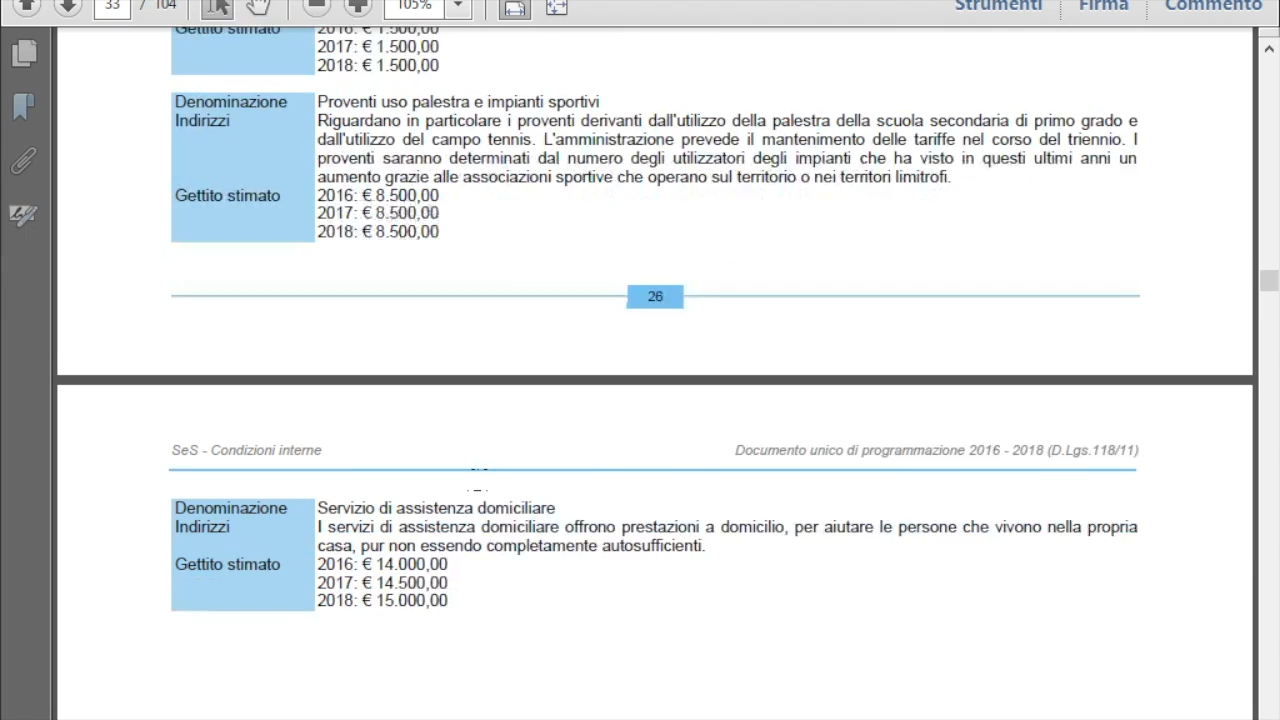 33 / 104
105%
Strumenti Firma Commento
Gettito stimato 2016: € 1.500,00
2017: € 1.500,00
2018: € 1.500,00
Denominazione Proventi uso palestra e impianti sportivi
Indirizzi Riguardano in particolare i proventi derivanti dall'utilizzo della palestra della scuola secondaria di primo grado e
dall'utilizzo del campo tennis. L'amministrazione prevede il mantenimento delle tariffe nel corso del triennio. I
proventi saranno determinati dal numero degli utilizzatori degli impianti che ha visto in questi ultimi anni un
aumento grazie alle associazioni sportive che operano sul territorio o nei territori limitrofi.
Gettito stimato 2016: € 8.500,00
2017: € 8.500,00
2018: € 8.500,00
26
SeS - Condizioni interne Documento unico di programmazione 2016 - 2018 (D.Lgs.118/11)
Denominazione Servizio di assistenza domiciliare
Indirizzi I servizi di assistenza domiciliare offrono prestazioni a domicilio, per aiutare le persone che vivono nella propria
casa, pur non essendo completamente autosufficienti.
Gettito stimato 2016: € 14.000,00
2017: € 14.500,00
2018: € 15.000,00